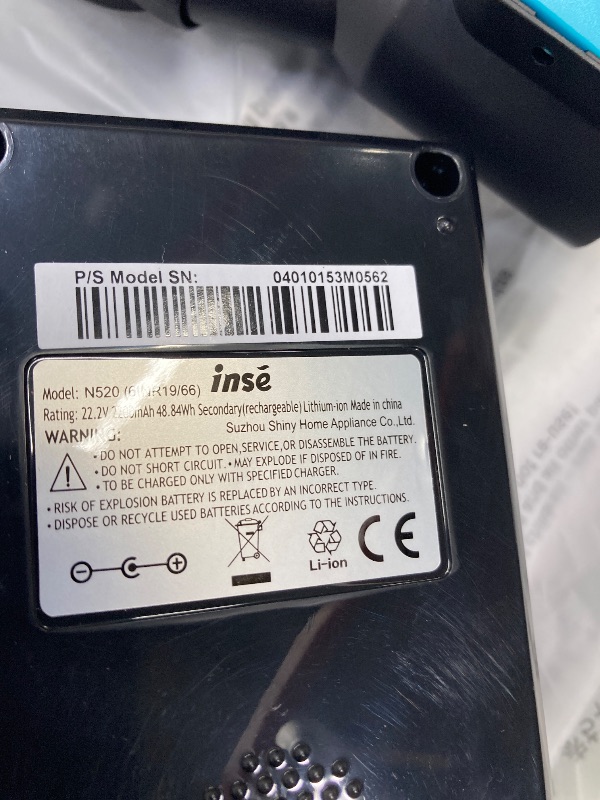 P/S Model SN: 04010153M0562
insé
Model: N520
Rating: 22.2V 48.84Wh Secondary(rechargeable) Lithium-ion Made in china
Suzhou Shiny Home Appliance Co.,Ltd.
WARNING:
• DO NOT ATTEMPT TO OPEN,SERVICE,OR DISASSEMBLE THE BATTERY.
• DO NOT SHORT CIRCUIT. • MAY EXPLODE IF DISPOSED OF IN FIRE.
• TO BE CHARGED ONLY WITH SPECIFIED CHARGER.
• RISK OF EXPLOSION BATTERY IS REPLACED BY AN INCORRECT TYPE.
• DISPOSE OR RECYCLE USED BATTERIES ACCORDING TO THE INSTRUCTIONS.
Li-ion
CE